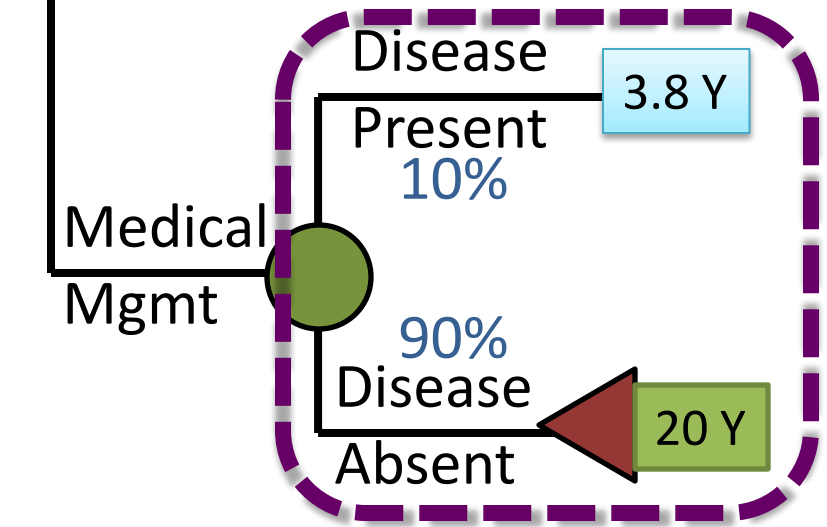 Disease
3.8 Y
Present
10%
Medical
Mgmt
90%
Disease
20 Y
Absent